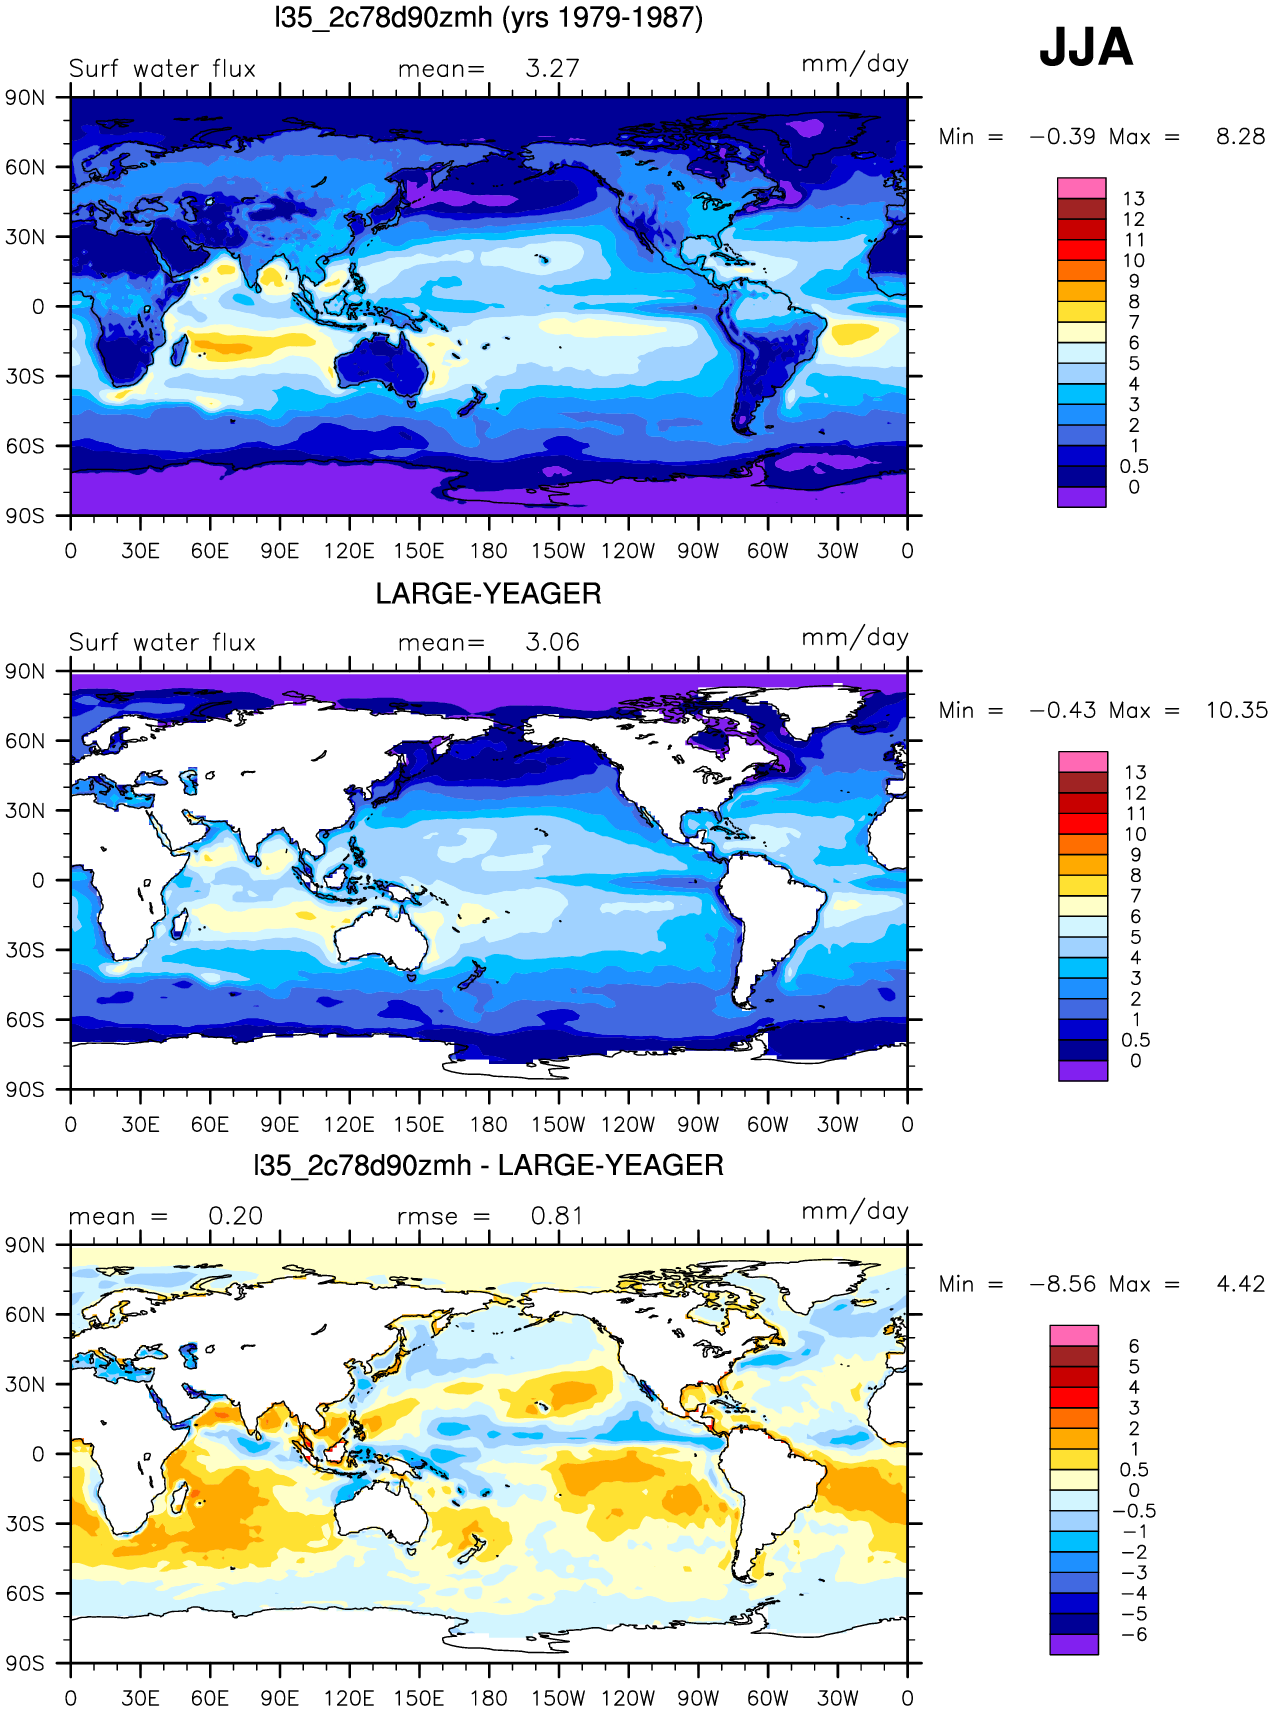 l35_2c78d90zmh (yrs 1979-1987)
JJA
Surf water flux mean= 3.27 mm/day
Min = −0.39 Max = 8.28
90N
60N
30N
0
30S
60S
90S
0 30E 60E 90E 120E 150E 180 150W 120W 90W 60W 30W 0
13
12
11
10
9
8
7
6
5
4
3
2
1
0.5
0
LARGE-YEAGER
Surf water flux mean= 3.06 mm/day
Min = −0.43 Max = 10.35
90N
60N
30N
0
30S
60S
90S
0 30E 60E 90E 120E 150E 180 150W 120W 90W 60W 30W 0
13
12
11
10
9
8
7
6
5
4
3
2
1
0.5
0
l35_2c78d90zmh - LARGE-YEAGER
mean = 0.20 rmse = 0.81 mm/day
Min = −8.56 Max = 4.42
90N
60N
30N
0
30S
60S
90S
0 30E 60E 90E 120E 150E 180 150W 120W 90W 60W 30W 0
6
5
4
3
2
1
0.5
0
−0.5
−1
−2
−3
−4
−5
−6